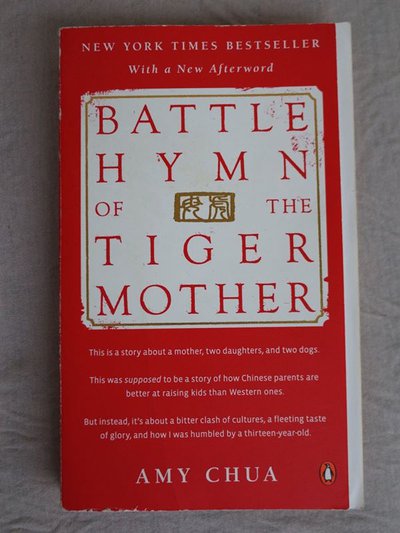 NEW YORK TIMES BESTSELLER
With a New Afterword
BATTLE
HYMN
OF THE
TIGER
MOTHER
This is a story about a mother, two daughters, and two dogs.
This was supposed to be a story of how Chinese parents are
better at raising kids than Western ones.
But instead, it's about a bitter clash of cultures, a fleeting taste
of glory, and how I was humbled by a thirteen-year-old.
AMY CHUA